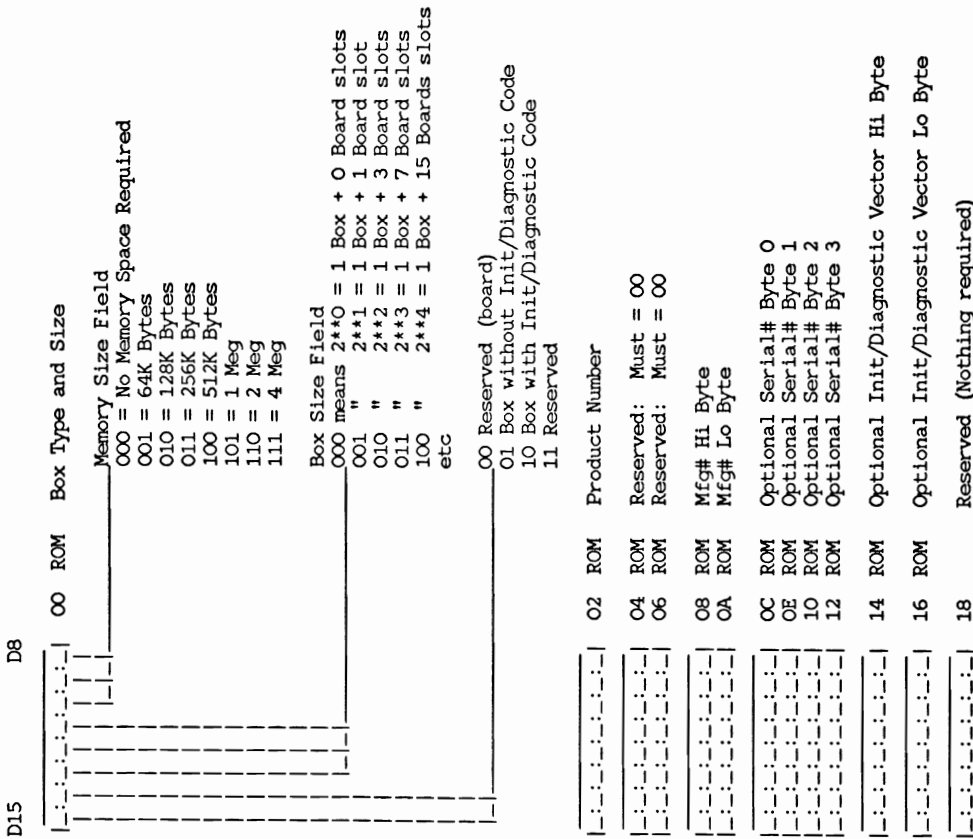 D15 D8
|_:_|_:_|_:_|_:_| 00 ROM Box Type and Size
Memory Size Field
000 = No Memory Space Required
001 = 64K Bytes
010 = 128K Bytes
011 = 256K Bytes
100 = 512K Bytes
101 = 1 Meg
110 = 2 Meg
111 = 4 Meg
Box Size Field
000 means 2**0 = 1 Box + 0 Board slots
001 " 2**1 = 1 Box + 1 Board slot
010 " 2**2 = 1 Box + 3 Board slots
011 " 2**3 = 1 Box + 7 Board slots
100 " 2**4 = 1 Box + 15 Boards slots
etc
00 Reserved (board)
01 Box without Init/Diagnostic Code
10 Box with Init/Diagnostic Code
11 Reserved
|_:_|_:_|_:_|_:_| 02 ROM Product Number
|_:_|_:_|_:_|_:_| 04 ROM Reserved: Must = 00
|_:_|_:_|_:_|_:_| 06 ROM Reserved: Must = 00
|_:_|_:_|_:_|_:_| 08 ROM Mfg# Hi Byte
|_:_|_:_|_:_|_:_| 0A ROM Mfg# Lo Byte
|_:_|_:_|_:_|_:_| 0C ROM Optional Serial# Byte 0
|_:_|_:_|_:_|_:_| 0E ROM Optional Serial# Byte 1
|_:_|_:_|_:_|_:_| 10 ROM Optional Serial# Byte 2
|_:_|_:_|_:_|_:_| 12 ROM Optional Serial# Byte 3
|_:_|_:_|_:_|_:_| 14 ROM Optional Init/Diagnostic Vector Hi Byte
|_:_|_:_|_:_|_:_| 16 ROM Optional Init/Diagnostic Vector Lo Byte
|_:_|_:_|_:_|_:_| 18 Reserved (Nothing required)